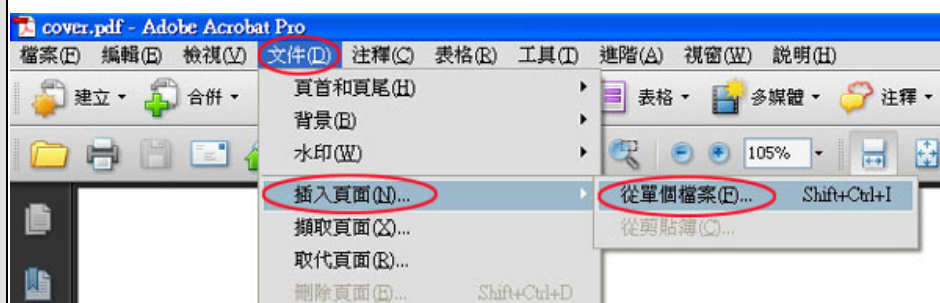 cover.pdf - Adobe Acrobat Pro
檔案(F) 編輯(E) 檢視(V) 文件(D) 注釋(C) 表格(R) 工具(T) 進階(A) 視窗(W) 説明(H)
建立 合併 表格 多媒體 注釋
頁首和頁尾(H)
背景(B)
水印(W)
105%
插入頁面(N)...
從單個檔案(F)... Shift+Ctrl+I
擷取頁面(X)...
從剪貼簿(C)...
取代頁面(R)...
刪除頁面(E)... Shift+Ctrl+D